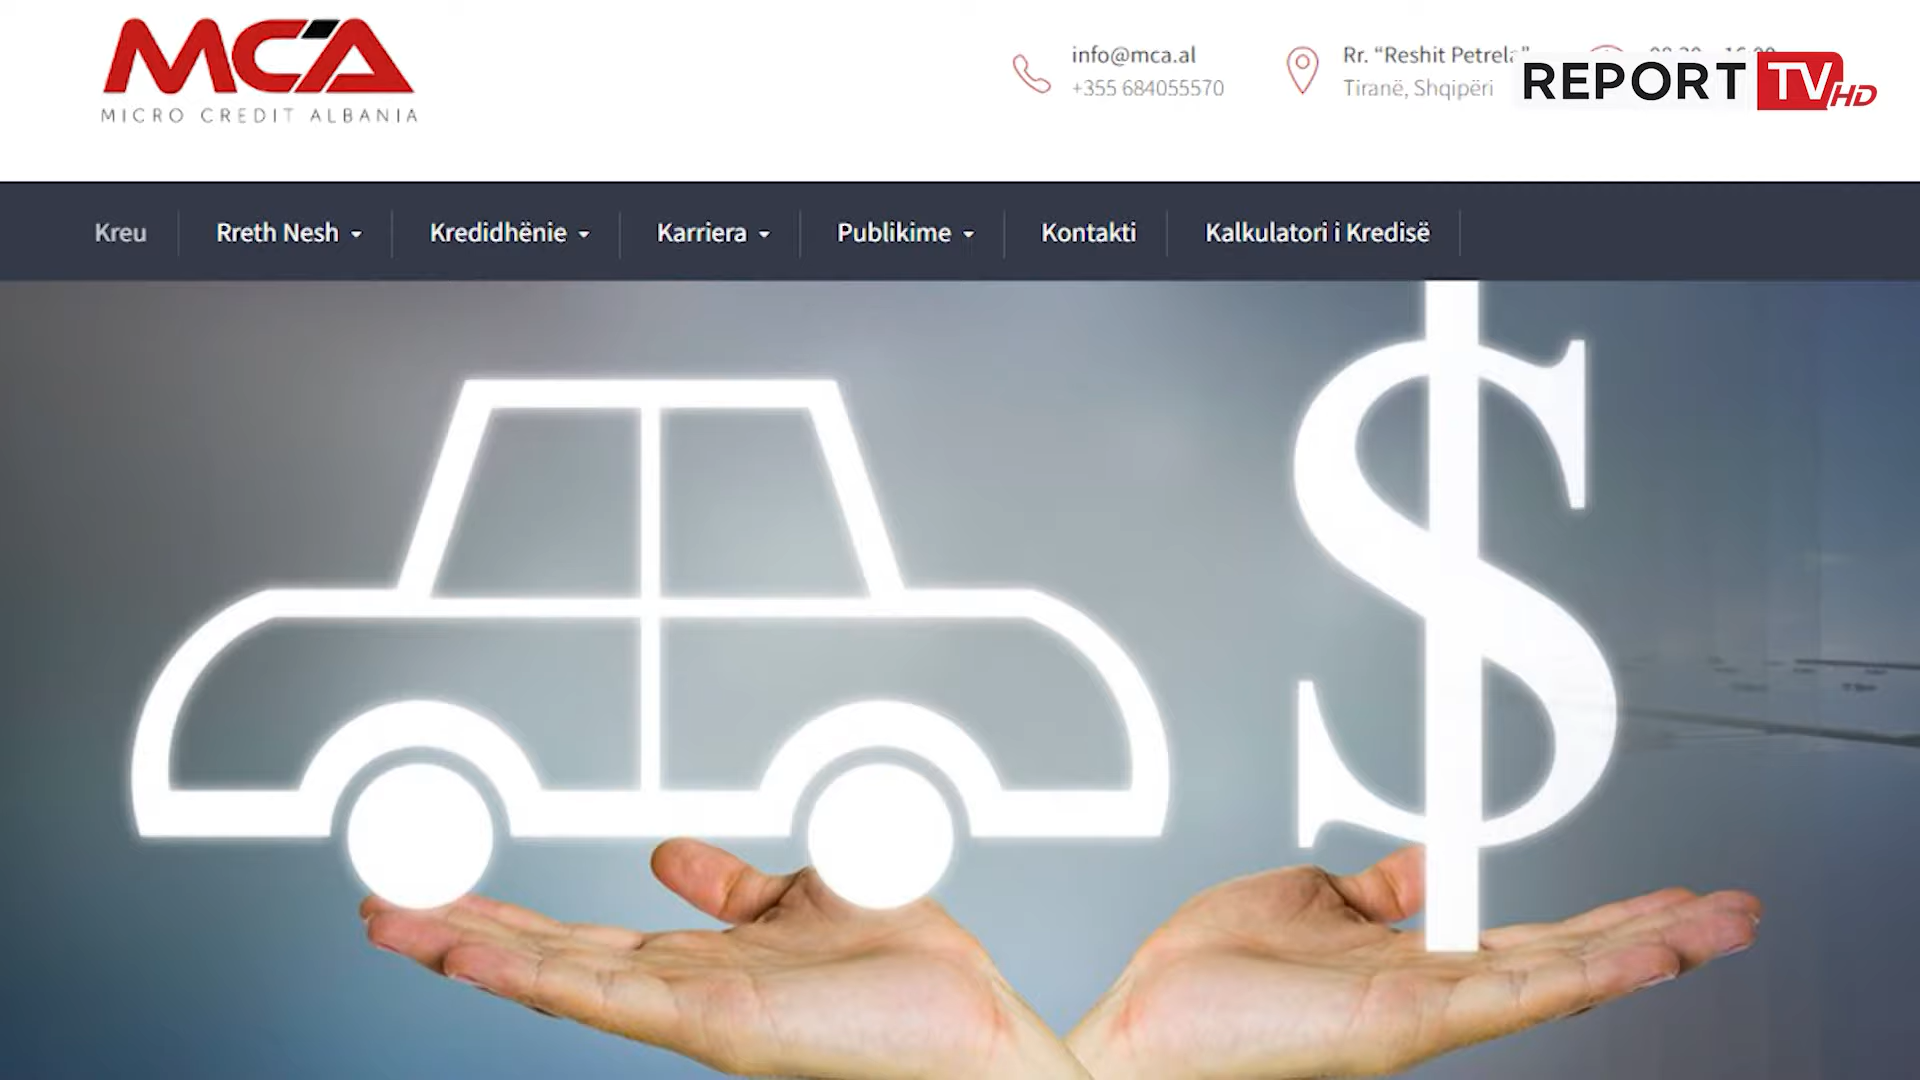 MCA
MICRO CREDIT ALBANIA
info@mca.al
+355 684055570
Rr. “Reshit Petrela”
Tiranë, Shqipëri
REPORT TV HD
Kreu
Rreth Nesh
Kredidhënie
Karriera
Publikime
Kontakti
Kalkulatori i Kredisë
$